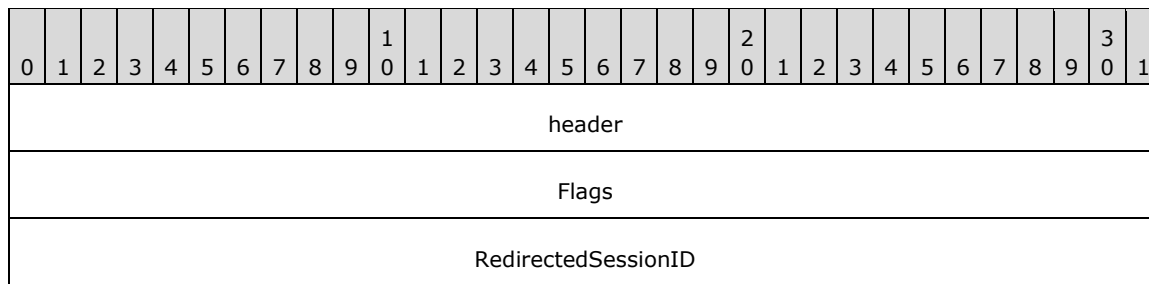 1 2 3
0 1 2 3 4 5 6 7 8 9 0 1 2 3 4 5 6 7 8 9 0 1 2 3 4 5 6 7 8 9 0 1
header
Flags
RedirectedSessionID